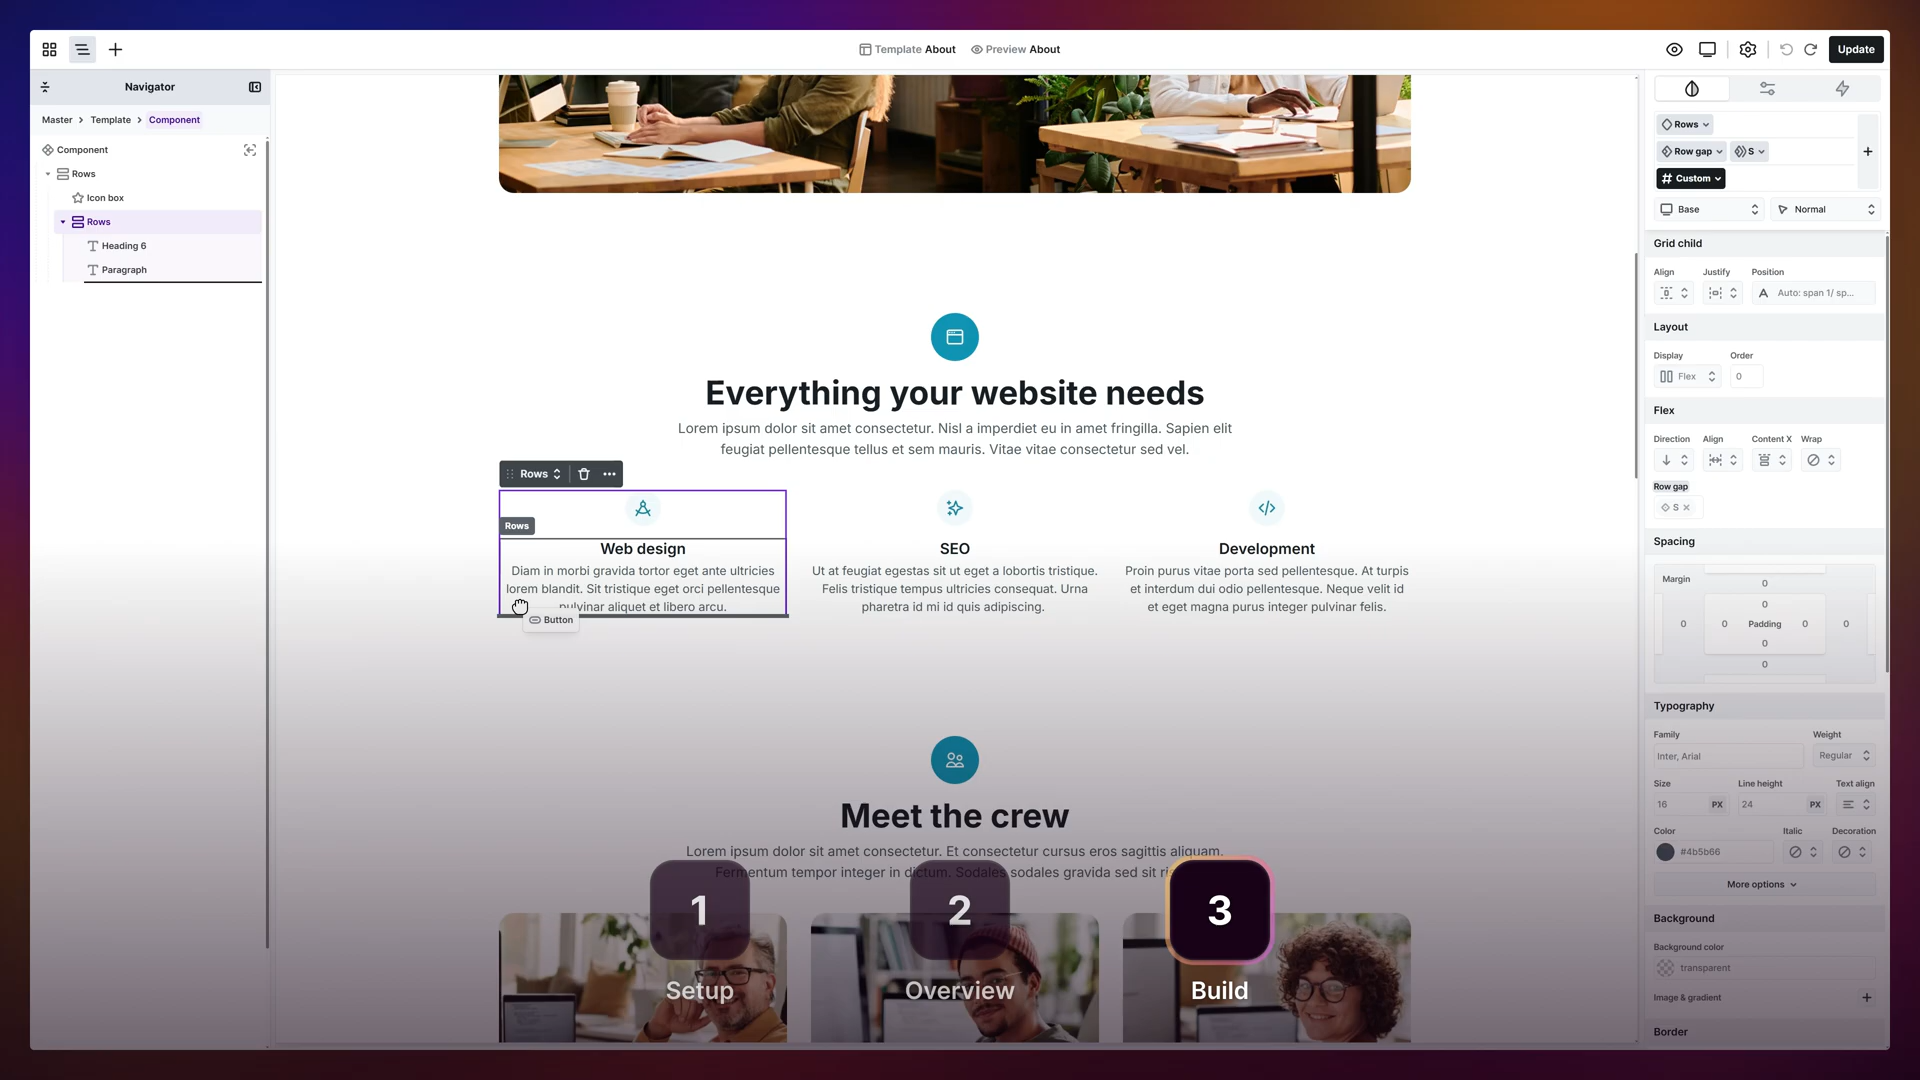 Template About
Preview About
Update
Navigator
Master
Template
Component
Component
Rows
Icon box
Rows
Heading 6
Paragraph
Everything your website needs
Lorem ipsum dolor sit amet consectetur. Nisl a imperdiet eu in amet fringilla. Sapien elit
feugiat pellentesque tellus et sem mauris. Vitae vitae consectetur sed vel.
Rows
Rows
Web design
Diam in morbi gravida tortor eget ante ultricies
lorem blandit. Sit tristique eget orci pellentesque
pulvinar aliquet et libero arcu.
Button
SEO
Ut at feugiat egestas sit ut eget a lobortis tristique.
Felis tristique tempus ultricies consequat. Urna
pharetra id mi id quis adipiscing.
Development
Proin purus vitae porta sed pellentesque. At turpis
et interdum dui odio pellentesque. Neque velit id
et eget magna purus integer pulvinar felis.
Meet the crew
Lorem ipsum dolor sit amet consectetur. Et consectetur cursus eros sagittis aliquam.
Fermentum tempor integer in dictum. Sodales sodales gravida sed sit
1
2
3
Setup
Overview
Build
Rows
Row gap
S
# Custom
Base
Normal
Grid child
Align
Justify
Position
Auto: span 1/ sp...
Layout
Display
Order
Flex
0
Flex
Direction
Align
Content X
Wrap
Row gap
S
Spacing
Margin
0
0
0
0
Padding
0
0
0
0
Typography
Family
Weight
Inter, Arial
Regular
Size
Line height
Text align
16
PX
24
PX
Color
Italic
Decoration
#4b5b66
More options
Background
Background color
transparent
Image & gradient
Border